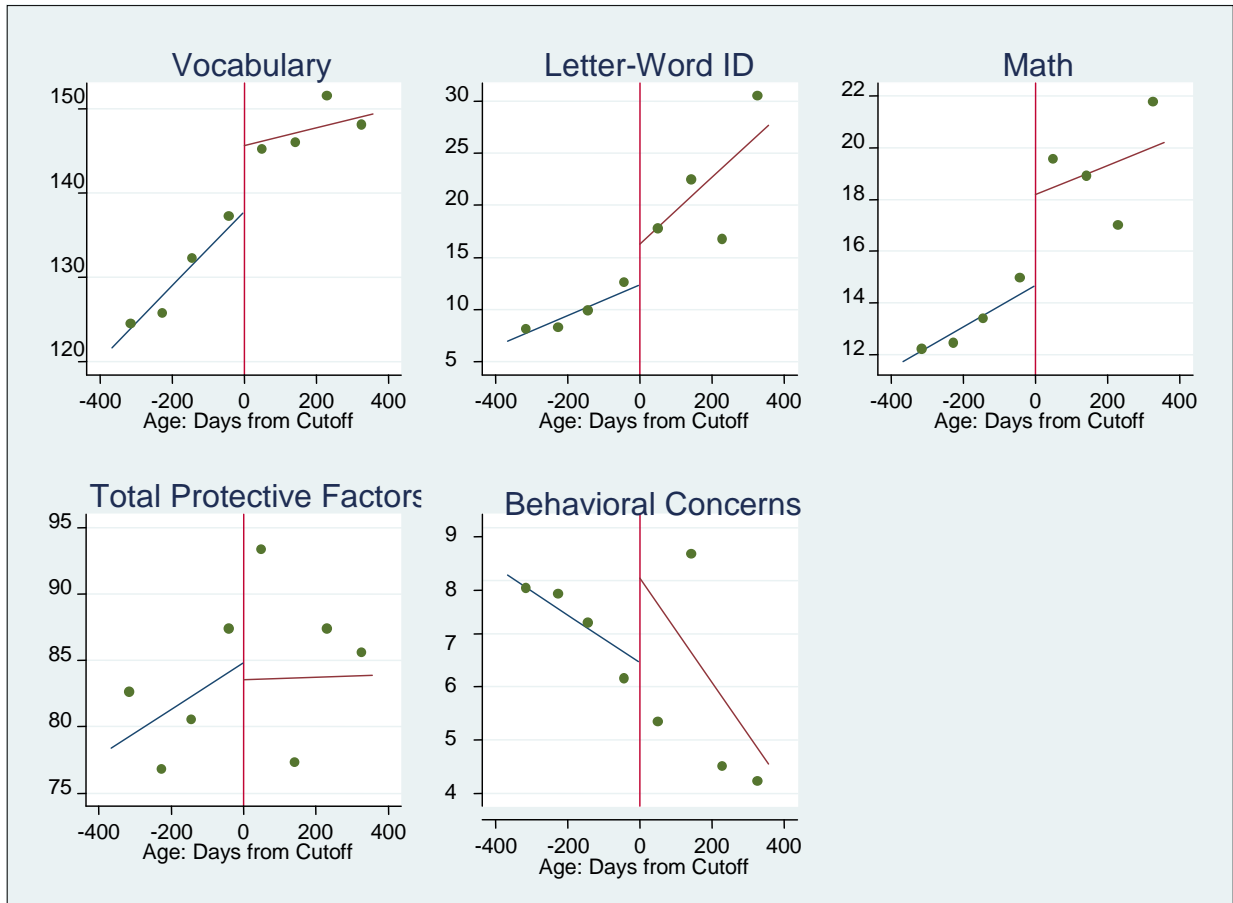 Vocabulary
150
140
130
120
-400 -200 0 200 400
Age: Days from Cutoff
Letter-Word ID
30
25
20
15
10
5
-400 -200 0 200 400
Age: Days from Cutoff
Math
22
20
18
16
14
12
-400 -200 0 200 400
Age: Days from Cutoff
Total Protective Factors
95
90
85
80
75
-400 -200 0 200 400
Age: Days from Cutoff
Behavioral Concerns
9
8
7
6
5
4
-400 -200 0 200 400
Age: Days from Cutoff